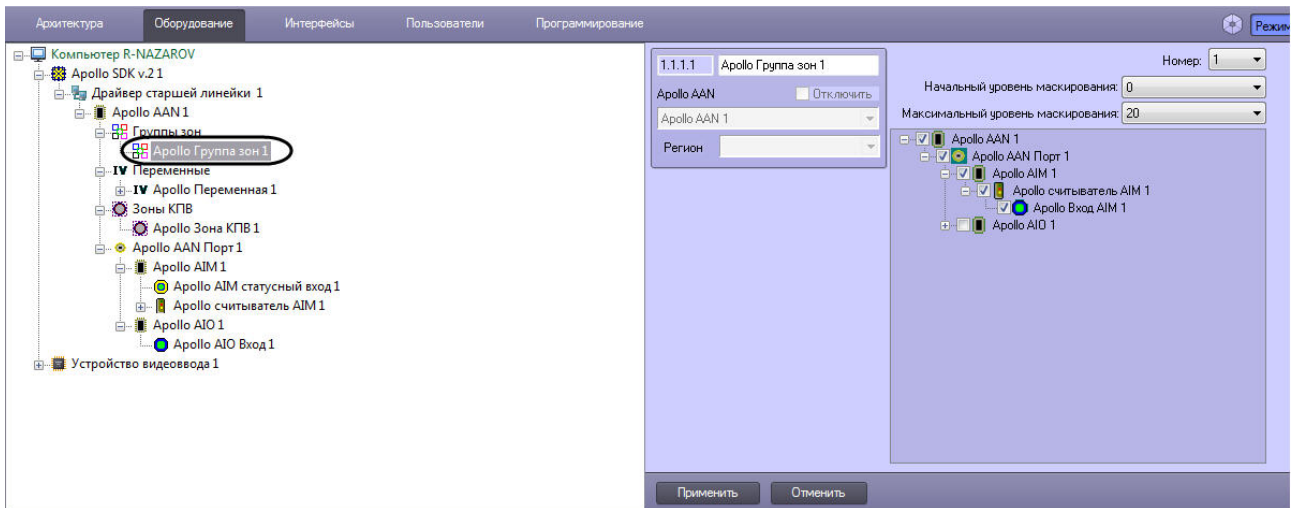 Архитектура Оборудование Интерфейсы Пользователи Программирование
Компьютер R-NAZAROV
Apollo SDK v.2 1
Драйвер старшей линейки 1
Apollo AAN 1
Группы зон
Apollo Группа зон 1
Переменные
IV Apollo Переменная 1
Зоны КПВ
Apollo Зона КПВ 1
Apollo AAN Порт 1
Apollo AIM 1
Apollo AIM статусный вход 1
Apollo считыватель AIM 1
Apollo AIO 1
Apollo AIO Вход 1
Устройство видеоввода 1
1.1.1.1 Apollo Группа зон 1
Apollo AAN Отключить
Apollo AAN 1
Регион
Номер: 1
Начальный уровень маскирования: 0
Максимальный уровень маскирования: 20
Apollo AAN 1
Apollo AAN Порт 1
Apollo AIM 1
Apollo считыватель AIM 1
Apollo Вход AIM 1
Apollo AIO 1
Применить Отменить